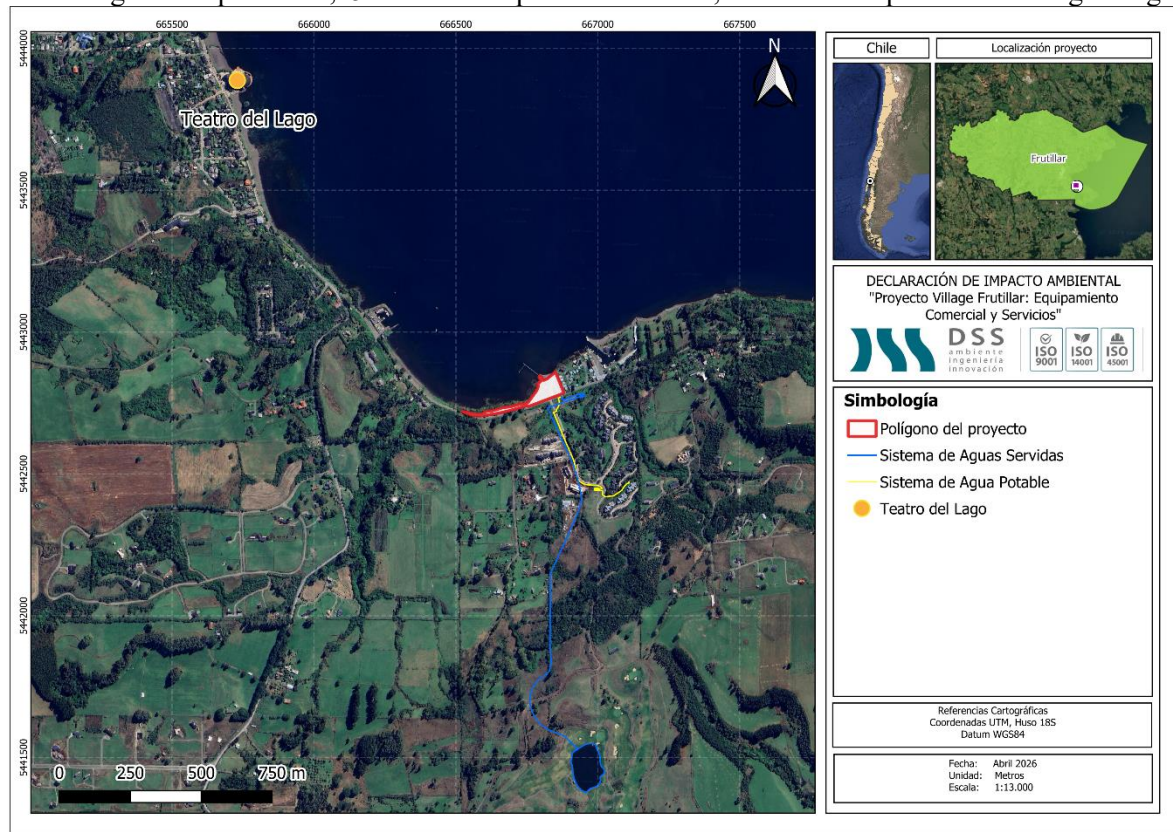 665500 666000 666500 667000 667500
5444000
5443500
5443000
5442500
5442000
5441500
Teatro del Lago
N
0 250 500 750 m
Chile
Localización proyecto
Frutillar
DECLARACIÓN DE IMPACTO AMBIENTAL
"Proyecto Village Frutillar: Equipamiento
Comercial y Servicios"
DSS
ambiente
ingeniería
innovación
ISO
9001
ISO
14001
ISO
45001
Simbología
Polígono del proyecto
Sistema de Aguas Servidas
Sistema de Agua Potable
Teatro del Lago
Referencias Cartográficas
Coordenadas UTM, Huso 18S
Datum WGS84
Fecha: Abril 2026
Unidad: Metros
Escala: 1:13.000